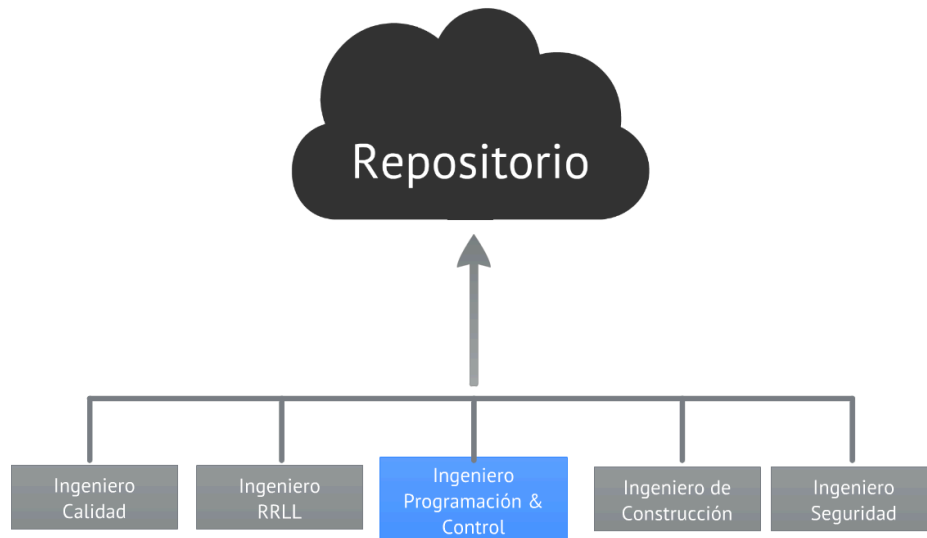 Repositorio
Ingeniero
Calidad
Ingeniero
RRLL
Ingeniero
Programación &
Control
Ingeniero de
Construcción
Ingeniero
Seguridad